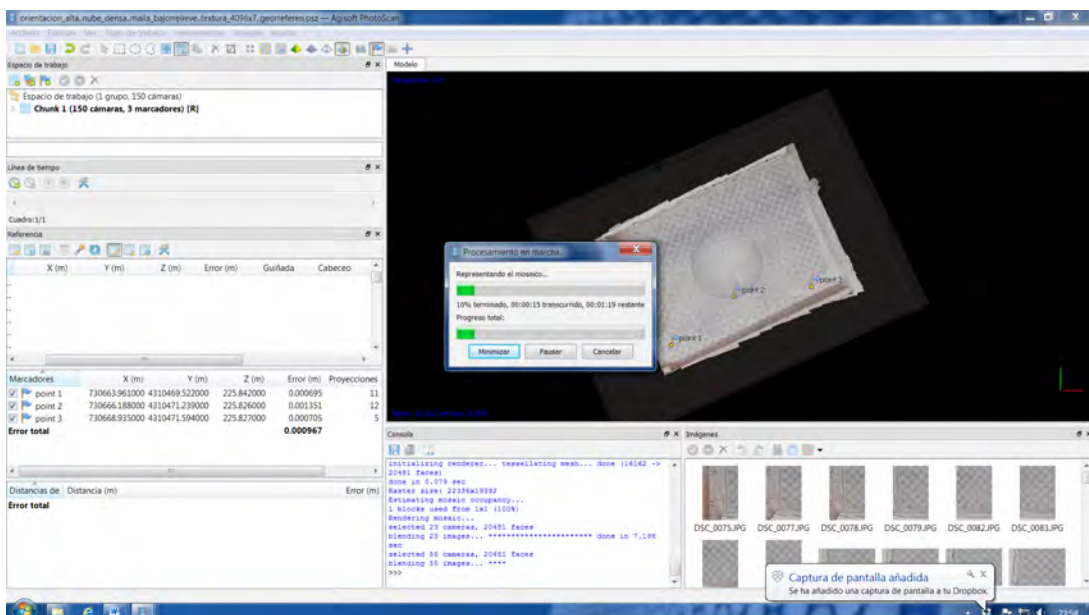 orientacion_alta.nube_densa.malla_bajorrelieve.textura_4096x7.georreferen.psz — Agisoft PhotoScan
Espacio de trabajo
Modelo
Espacio de trabajo (1 grupo, 150 cámaras)
Chunk 1 (150 cámaras, 3 marcadores) [R]
Línea de tiempo
Cuadro:1/1
Referencia
X (m) Y (m) Z (m) Error (m) Guiñada Cabeceo
Marcadores X (m) Y (m) Z (m) Error (m) Proyecciones
point 1 730663.961000 4310469.522000 225.842000 0.000695 11
point 2 730666.188000 4310471.239000 225.826000 0.001351 12
point 3 730668.935000 4310471.594000 225.827000 0.000705 5
Error total 0.000967
Distancias de Distancia (m) Error (m)
Error total
point 3
point 2
point 1
Procesamiento en marcha...
Representando el mosaico...
10% terminado, 00:00:15 transcurrido, 00:01:19 restante
Progreso total:
Minimizar Pausar Cancelar
Consola
initializing renderer... tessellating mesh... done (16162 ->
20481 faces)
done in 0.079 sec
Raster size: 22336x19392
Estimating mosaic occupancy...
1 blocks used from 1x1 (100%)
Rendering mosaic...
selected 25 cameras, 20481 faces
blending 25 images... *********************** done in
sec
selected 55 cameras, 20481 faces
blending 55 images... ****
>>>
Imágenes
DSC_0075.JPG DSC_0077.JPG DSC_0078.JPG DSC_0079.JPG DSC_0082.JPG DSC_0083.JPG
Captura de pantalla añadida
Se ha añadido una captura de pantalla a tu Dropbox.
23:58